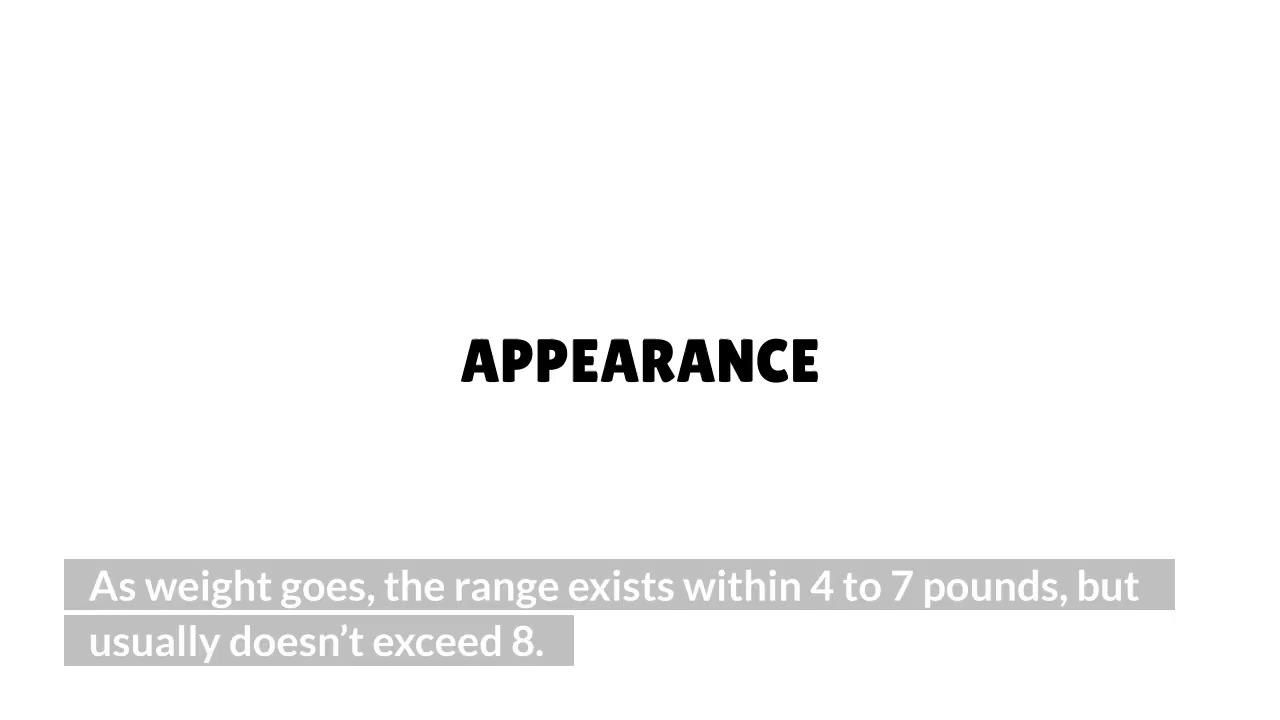 APPEARANCE
As weight goes, the range exists within 4 to 7 pounds, but
usually doesn’t exceed 8.